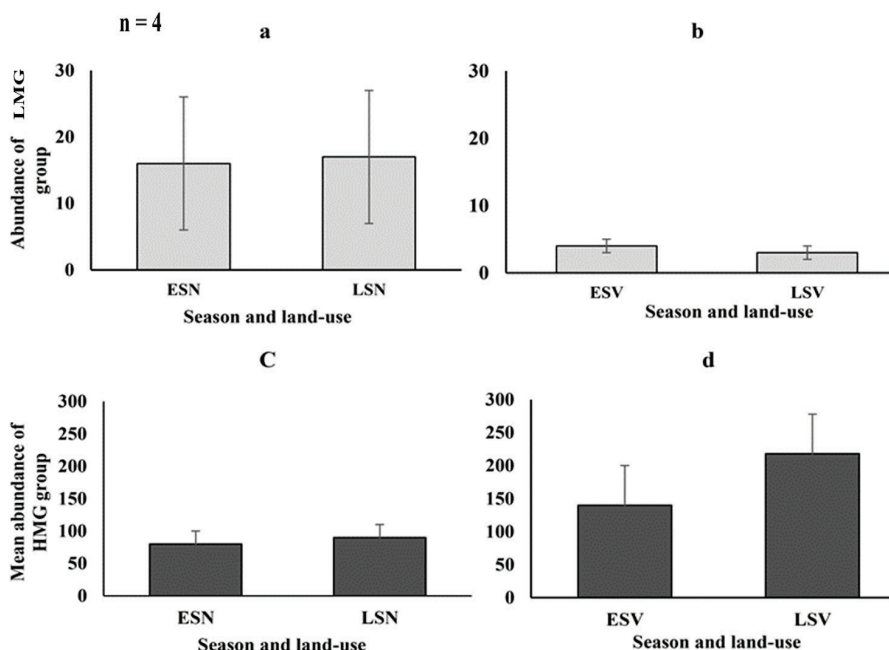 n = 4
a
b
Abundance of LMG
group
30
20
10
0
ESN
LSN
Season and land-use
30
20
10
0
ESV
LSV
Season and land-use
C
d
Mean abundance of
HMG group
300
250
200
150
100
50
0
ESN
LSN
Season and land-use
300
250
200
150
100
50
0
ESV
LSV
Season and land-use